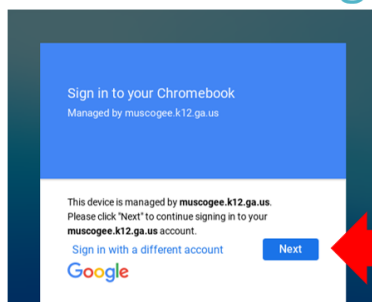 Sign in to your Chromebook
Managed by muscogee.k12.ga.us
This device is managed by muscogee.k12.ga.us.
Please click "Next" to continue signing in to your
muscogee.k12.ga.us account.
Sign in with a different account
Next
Google